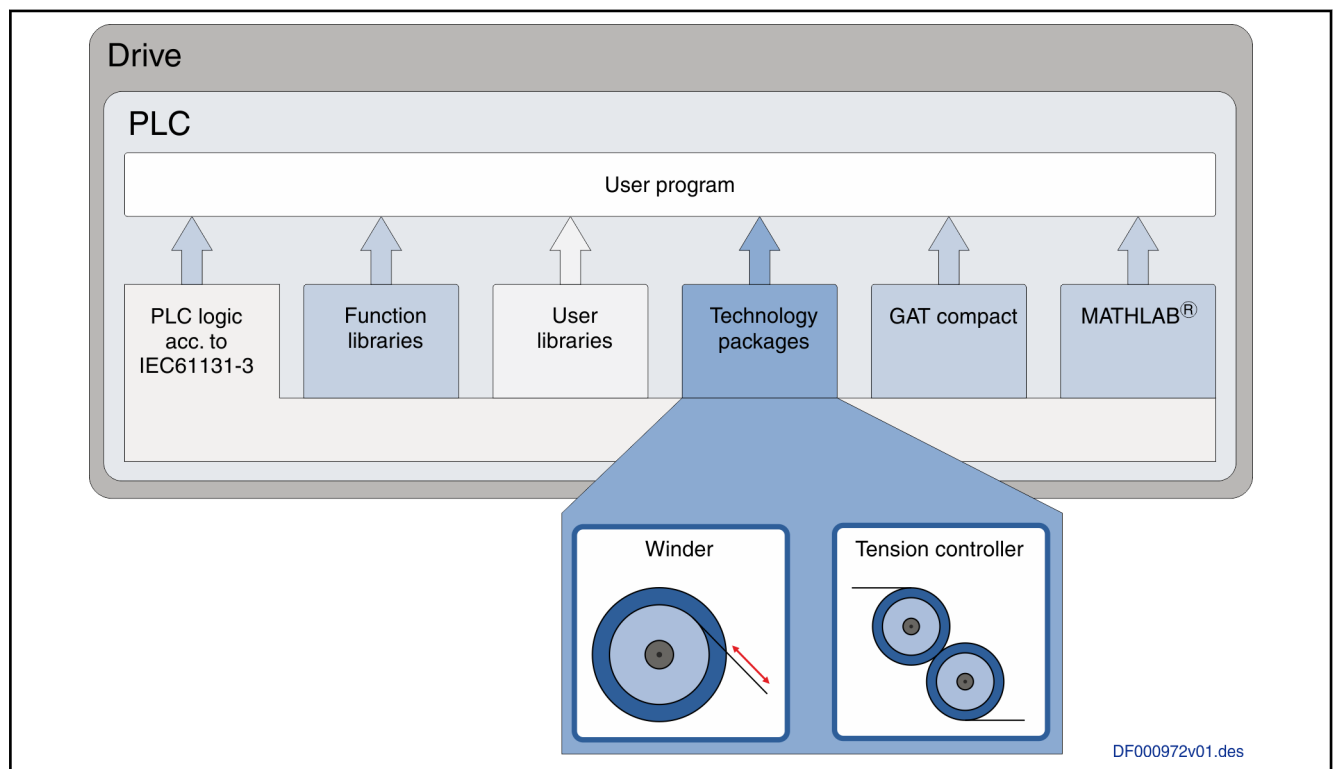 Drive
PLC
User program
PLC logic
acc. to
IEC61131-3
Function
libraries
User
libraries
Technology
packages
GAT compact
MATHLAB®
Winder
Tension controller
DF000972v01.des